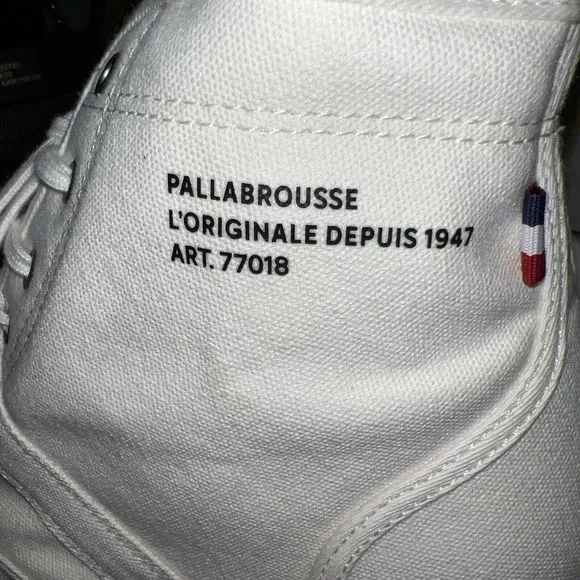 PALLABROUSSE
L'ORIGINALE DEPUIS 1947
ART. 77018